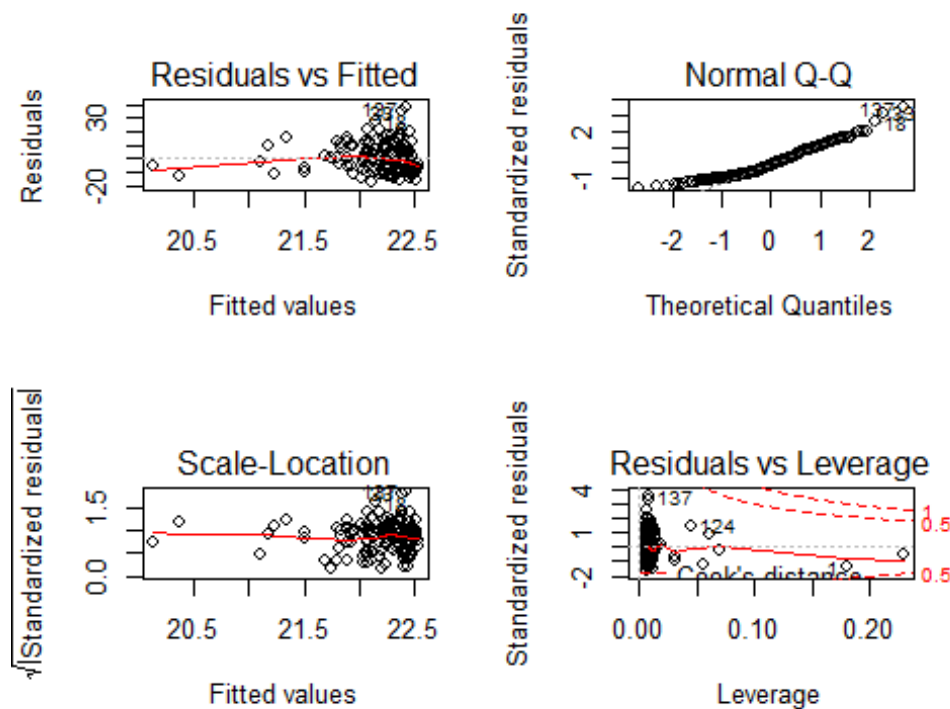 Residuals vs Fitted
Residuals
30
-20
137
20.5 21.5 22.5
Fitted values
Normal Q-Q
Standardized residuals
2
-1
137
18
-2 -1 0 1 2
Theoretical Quantiles
Scale-Location
√|Standardized residuals|
1.5
0.0
20.5 21.5 22.5
Fitted values
Residuals vs Leverage
Standardized residuals
4
1
-2
137
124
1
0.5
0.5
Cook's distance
0.00 0.10 0.20
Leverage